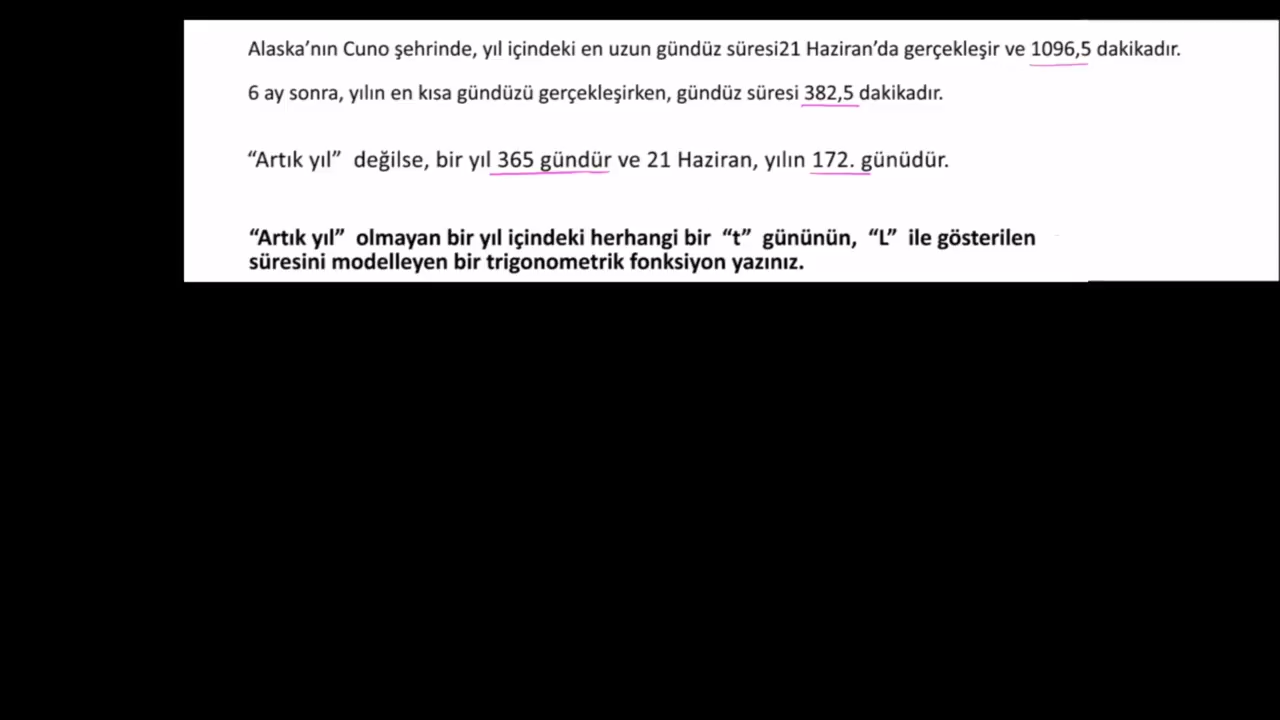 Alaska’nın Cuno şehrinde, yıl içindeki en uzun gündüz süresi21 Haziran’da gerçekleşir ve 1096,5 dakikadır.
6 ay sonra, yılın en kısa gündüzü gerçekleşirken, gündüz süresi 382,5 dakikadır.
“Artık yıl” değilse, bir yıl 365 gündür ve 21 Haziran, yılın 172. günüdür.
“Artık yıl” olmayan bir yıl içindeki herhangi bir “t” gününün, “L” ile gösterilen
süresini modelleyen bir trigonometrik fonksiyon yazınız.